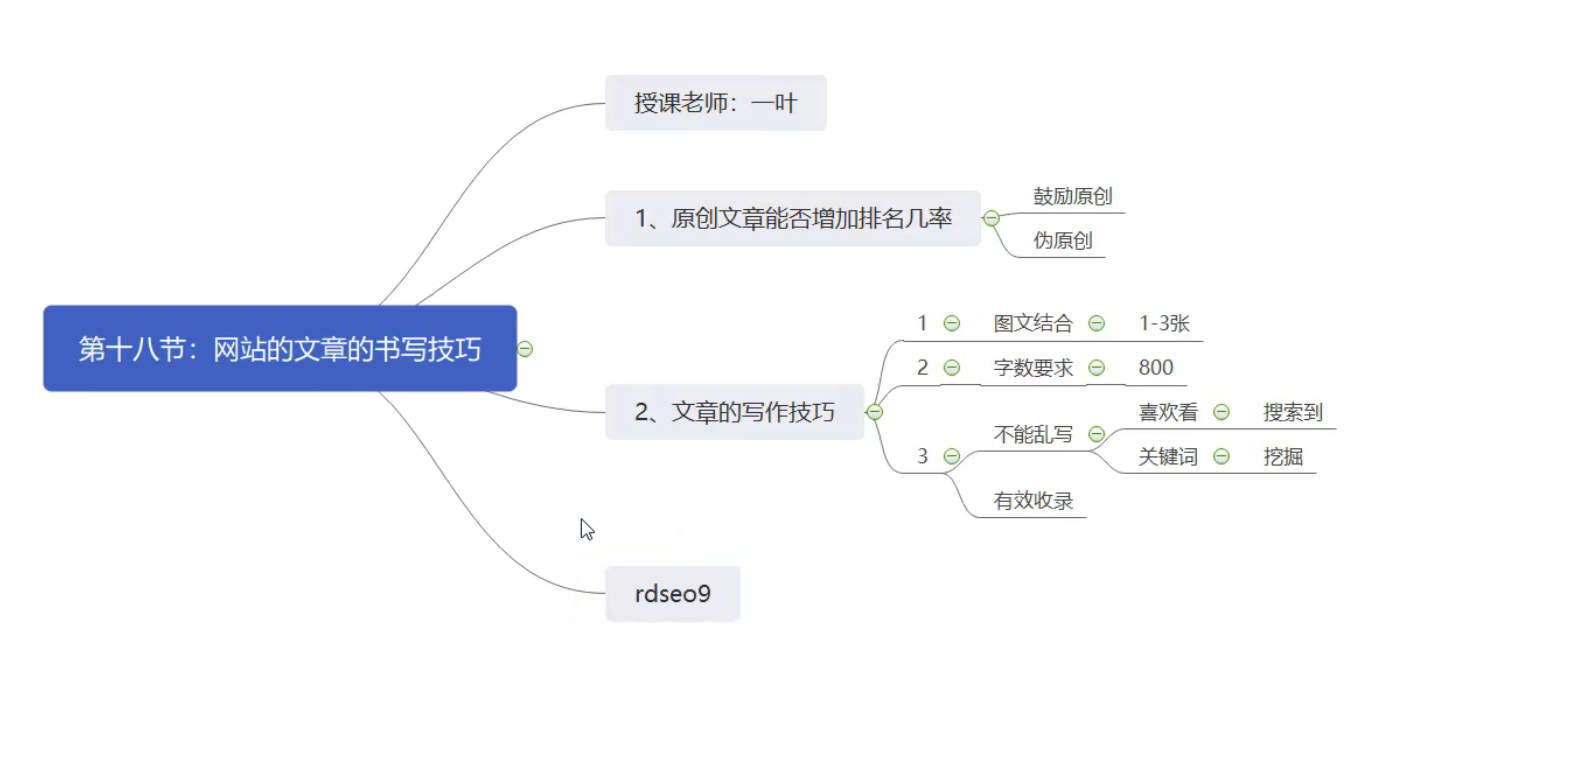 授课老师：一叶
1、原创文章能否增加排名几率
鼓励原创
伪原创
第十八节：网站的文章的书写技巧
2、文章的写作技巧
1 图文结合 1-3张
2 字数要求 800
3 不能乱写
喜欢看 搜索到
关键词 挖掘
有效收录
rdseo9